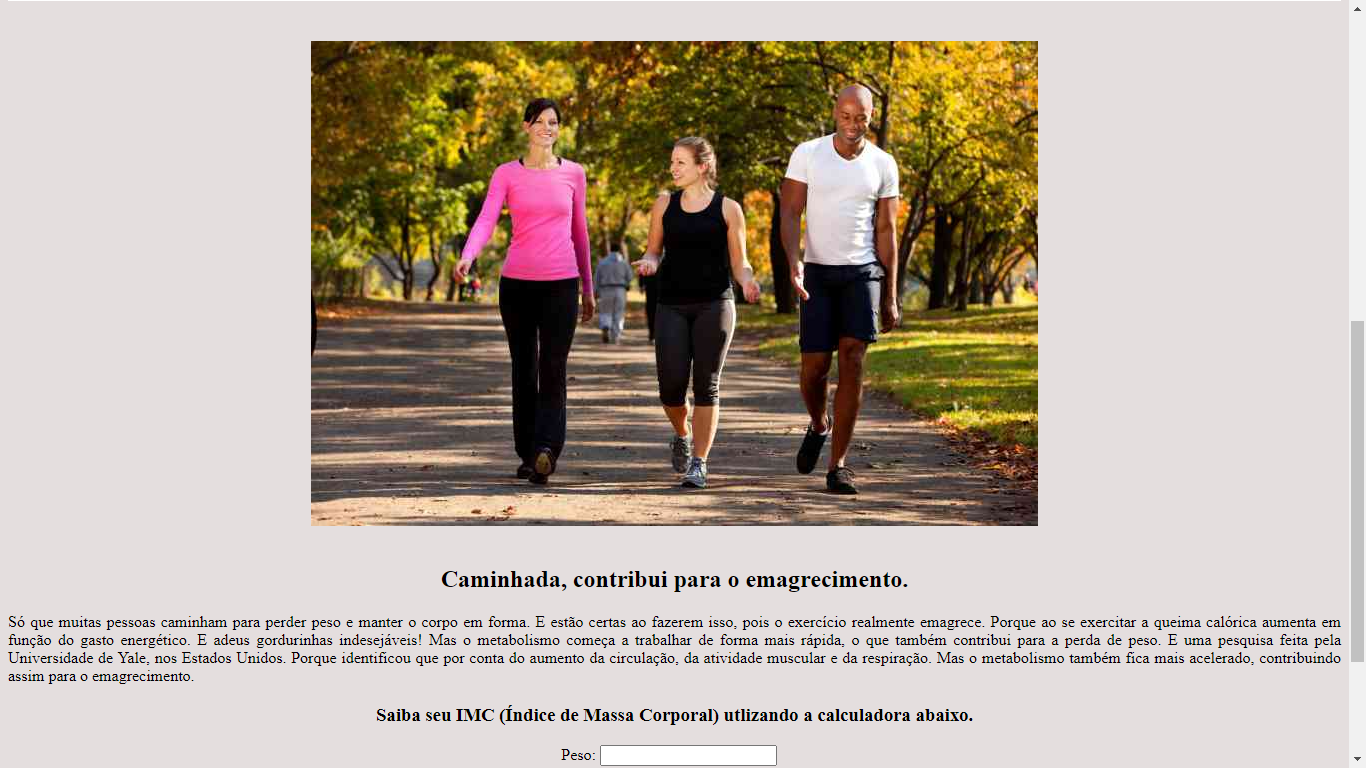 Caminhada, contribui para o emagrecimento.
Só que muitas pessoas caminham para perder peso e manter o corpo em forma. E estão certas ao fazerem isso, pois o exercício realmente emagrece. Porque ao se exercitar a queima calórica aumenta em
função do gasto energético. E adeus gordurinhas indesejáveis! Mas o metabolismo começa a trabalhar de forma mais rápida, o que também contribui para a perda de peso. E uma pesquisa feita pela
Universidade de Yale, nos Estados Unidos. Porque identificou que por conta do aumento da circulação, da atividade muscular e da respiração. Mas o metabolismo também fica mais acelerado, contribuindo
assim para o emagrecimento.
Saiba seu IMC (Índice de Massa Corporal) utlizando a calculadora abaixo.
Peso: